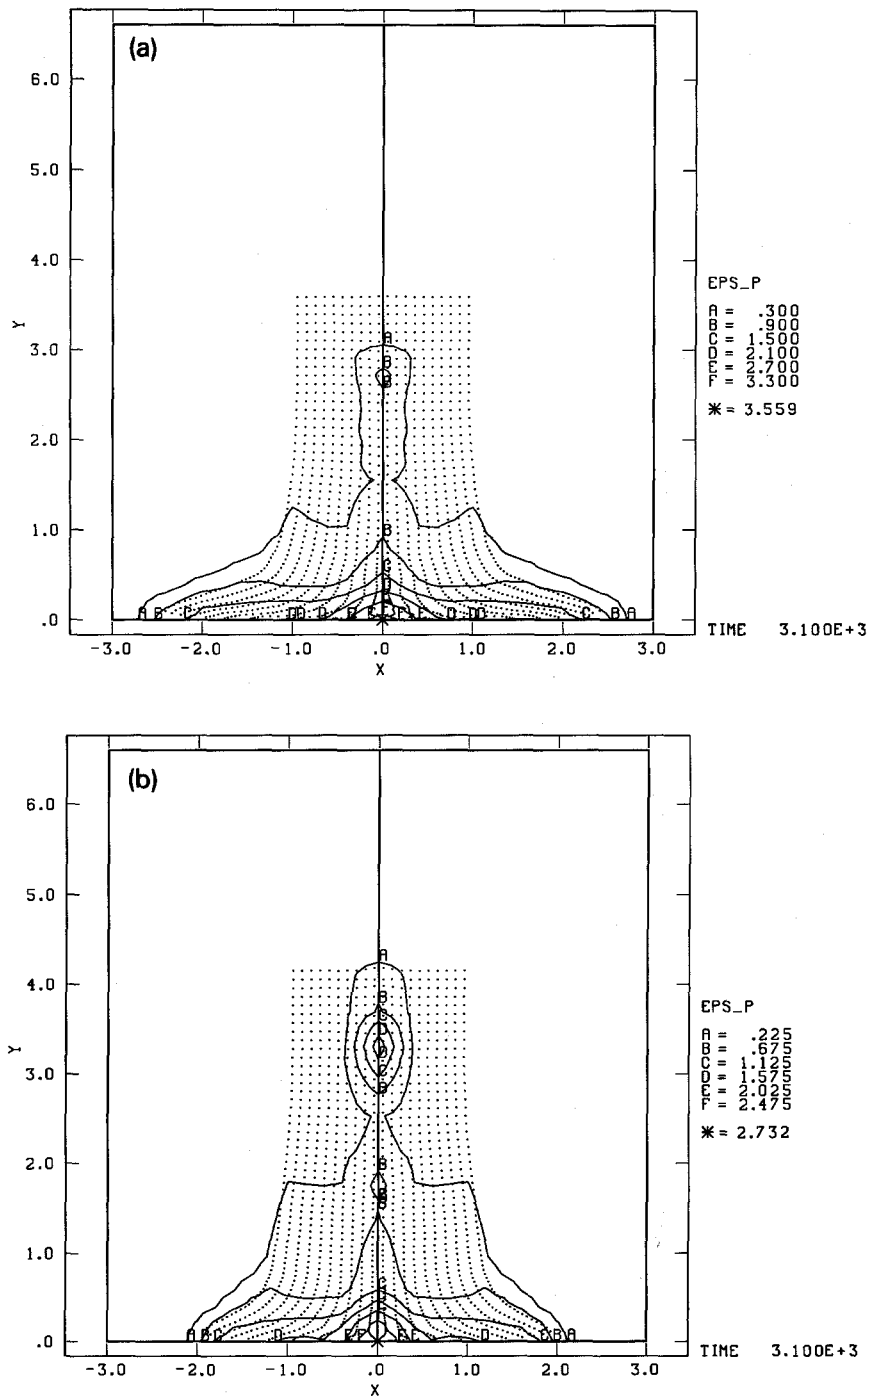 (a)
6.0
5.0
4.0
3.0
2.0
1.0
.0
Y
A
B
B
B
C
D
A B C D D D E E F F E D D D C B A
-3.0 -2.0 -1.0 .0 1.0 2.0 3.0
X
EPS_P
A = .300
B = .900
C = 1.500
D = 2.100
E = 2.700
F = 3.300
* = 3.559
TIME 3.100E+3
(b)
6.0
5.0
4.0
3.0
2.0
1.0
.0
Y
A
B
C
D
D
C
B
B
B
C
A B C D E F E E D C B A
-3.0 -2.0 -1.0 .0 1.0 2.0 3.0
X
EPS_P
A = .225
B = .675
C = 1.125
D = 1.575
E = 2.025
F = 2.475
* = 2.732
TIME 3.100E+3